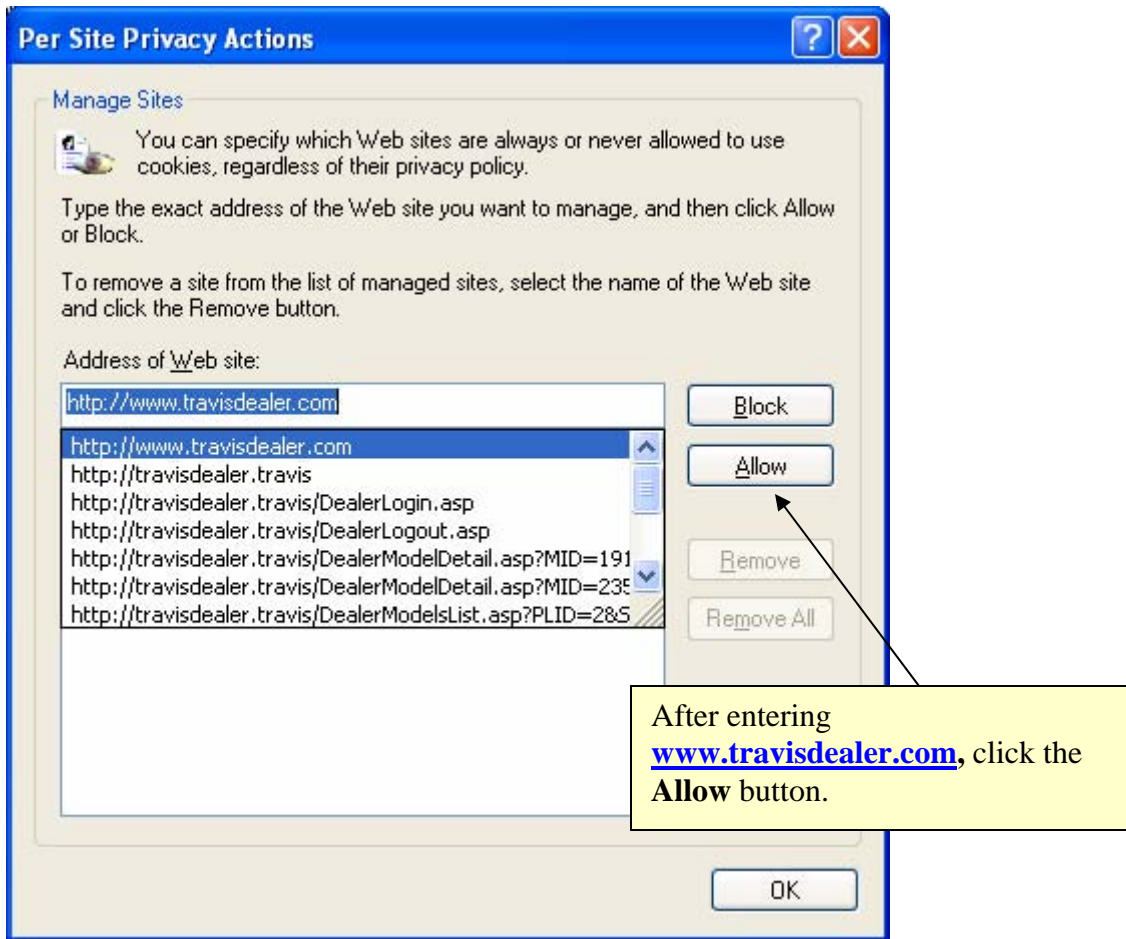 Per Site Privacy Actions
Manage Sites
You can specify which Web sites are always or never allowed to use
cookies, regardless of their privacy policy.
Type the exact address of the Web site you want to manage, and then click Allow
or Block.
To remove a site from the list of managed sites, select the name of the Web site
and click the Remove button.
Address of Web site:
http://www.travisdealer.com
Block
http://www.travisdealer.com
http://travisdealer.travis
Allow
http://travisdealer.travis/DealerLogin.asp
http://travisdealer.travis/DealerLogout.asp
http://travisdealer.travis/DealerModelDetail.asp?MID=191
Remove
http://travisdealer.travis/DealerModelDetail.asp?MID=235
http://travisdealer.travis/DealerModelsList.asp?PLID=2&S
Remove All
After entering
www.travisdealer.com, click the
Allow button.
OK